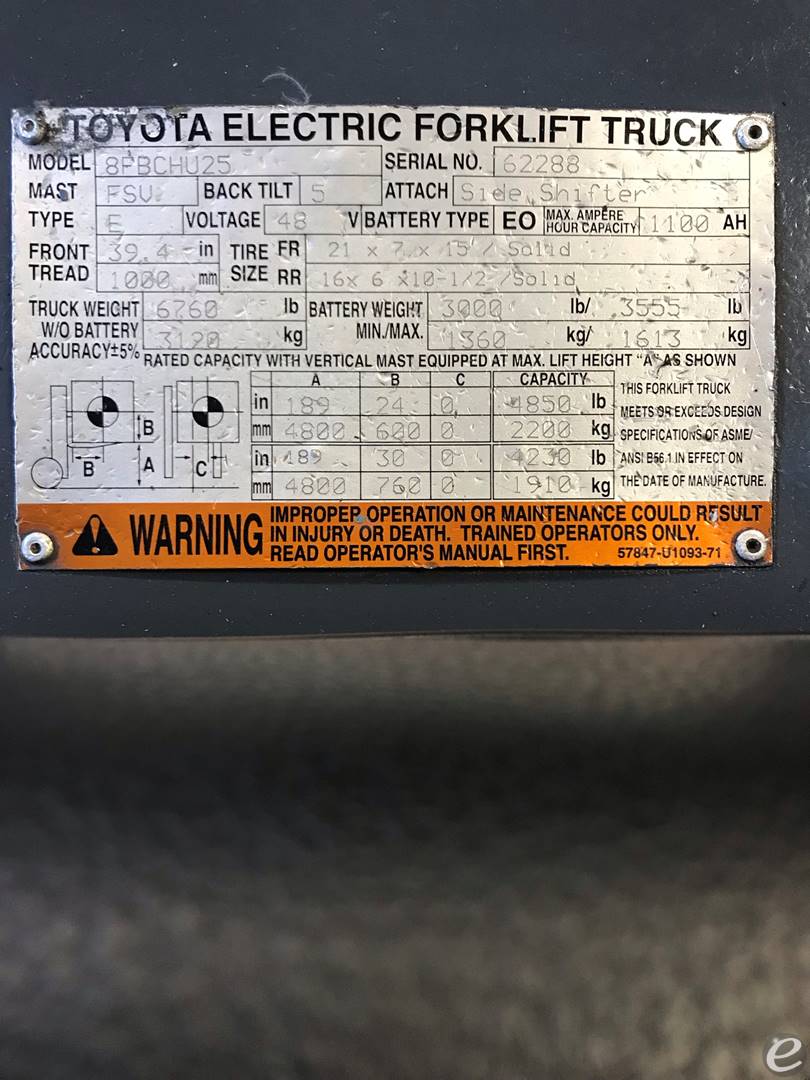 TOYOTA ELECTRIC FORKLIFT TRUCK
MODEL 8FBCHU25 SERIAL NO. 62288
MAST FSV BACK TILT 5 ATTACH Side Shifter
TYPE E VOLTAGE 48 V BATTERY TYPE EO MAX. AMPERE HOUR CAPACITY 1100 AH
FRONT TREAD 39.4 in TIRE SIZE FR 21 x 7 x 15 / Solid
1000 mm RR 16x 6 x10-1/2 /Solid
TRUCK WEIGHT 6760 lb BATTERY WEIGHT 3000 lb/ 3555 lb
W/O BATTERY 3120 kg MIN./MAX. 1360 kg/ 1613 kg
ACCURACY±5% RATED CAPACITY WITH VERTICAL MAST EQUIPPED AT MAX. LIFT HEIGHT "A" AS SHOWN
A B C CAPACITY
in 189 24 0 4850 lb
mm 4800 600 0 2200 kg
in 189 30 0 4230 lb
mm 4800 760 0 1910 kg
B
B A C
THIS FORKLIFT TRUCK
MEETS OR EXCEEDS DESIGN
SPECIFICATIONS OF ASME/
ANSI B56.1 IN EFFECT ON
THE DATE OF MANUFACTURE.
WARNING
IMPROPER OPERATION OR MAINTENANCE COULD RESULT
IN INJURY OR DEATH. TRAINED OPERATORS ONLY.
READ OPERATOR'S MANUAL FIRST. 57847-U1093-71
e